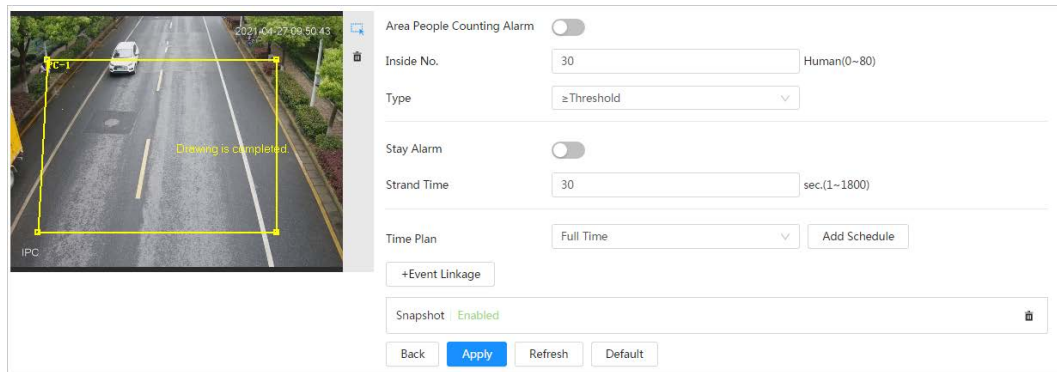 2021-04-27 09:50:43
PC-1
Drawing is completed.
IPC
Area People Counting Alarm
Inside No. 30 Human(0~80)
Type ≥Threshold
Stay Alarm
Strand Time 30 sec.(1~1800)
Time Plan Full Time Add Schedule
+Event Linkage
Snapshot Enabled
Back Apply Refresh Default